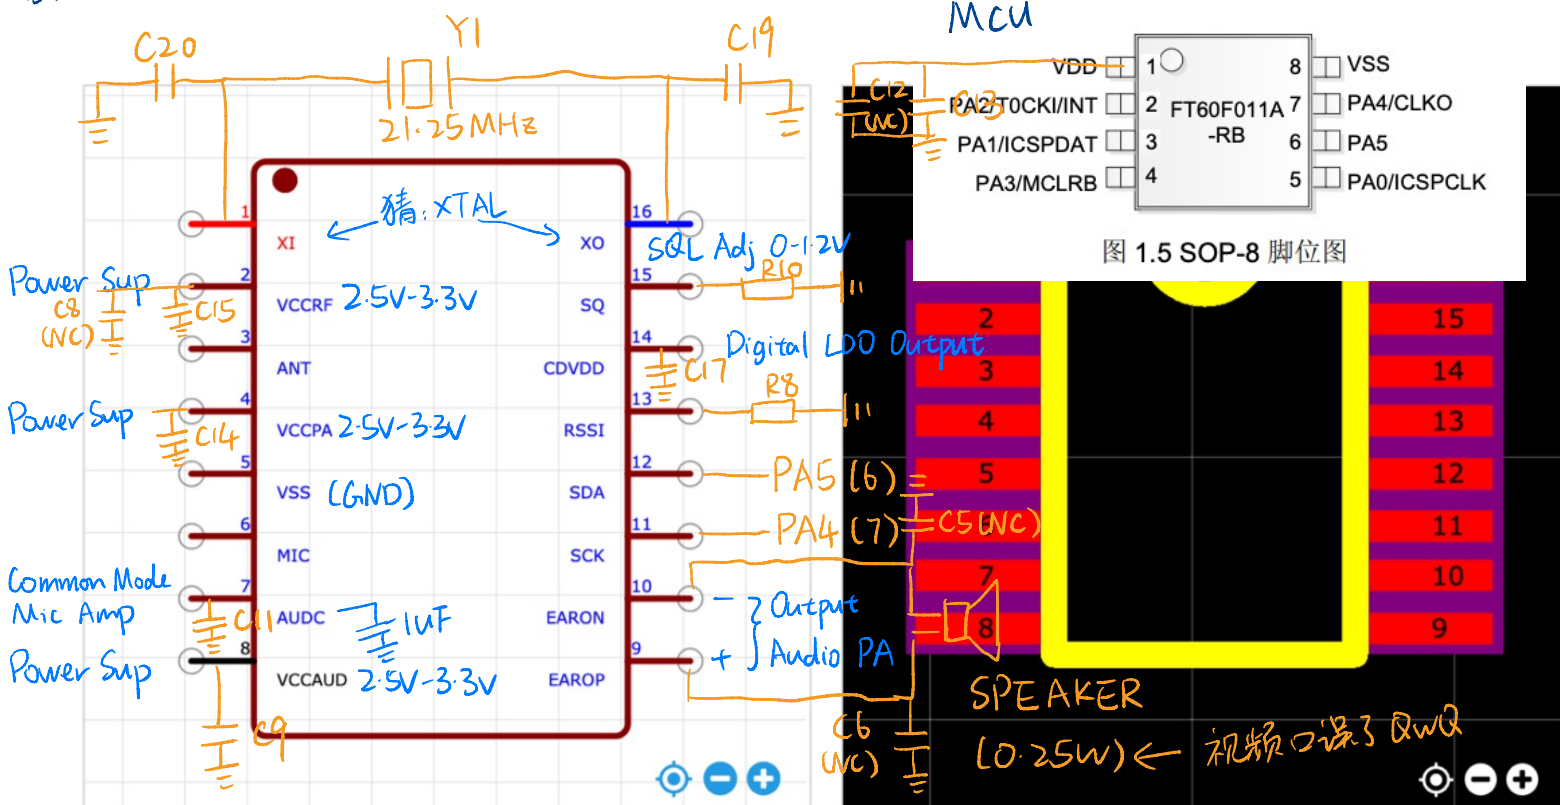 C20
Y1
C19
21.25MHz
MCU
C12
(NC)
C13
VDD
1
8
VSS
PA2/T0CKI/INT
2
FT60F011A
-RB
7
PA4/CLKO
PA1/ICSPDAT
3
6
PA5
PA3/MCLRB
4
5
PA0/ICSPCLK
图 1.5 SOP-8 脚位图
猜:XTAL
1
XI
16
XO
SQL Adj 0-1.2V
R10
Power Sup
2
VCCRF
2.5V-3.3V
15
SQ
C8
(NC)
C15
3
ANT
14
CDVDD
Digital LDO Output
C17
R8
Power Sup
4
VCCPA
2.5V-3.3V
13
RSSI
C14
5
VSS
(GND)
12
SDA
PA5 (6)
6
MIC
11
SCK
PA4 (7)
C5 (NC)
Common Mode
Mic Amp
7
AUDC
1uF
C11
10
EARON
-
Output
Audio PA
Power Sup
8
VCCAUD
2.5V-3.3V
9
EAROP
+
C9
C6
(NC)
SPEAKER
(0.25W) ← 视频口误了 QwQ
2
3
4
5
6
7
8
15
14
13
12
11
10
9